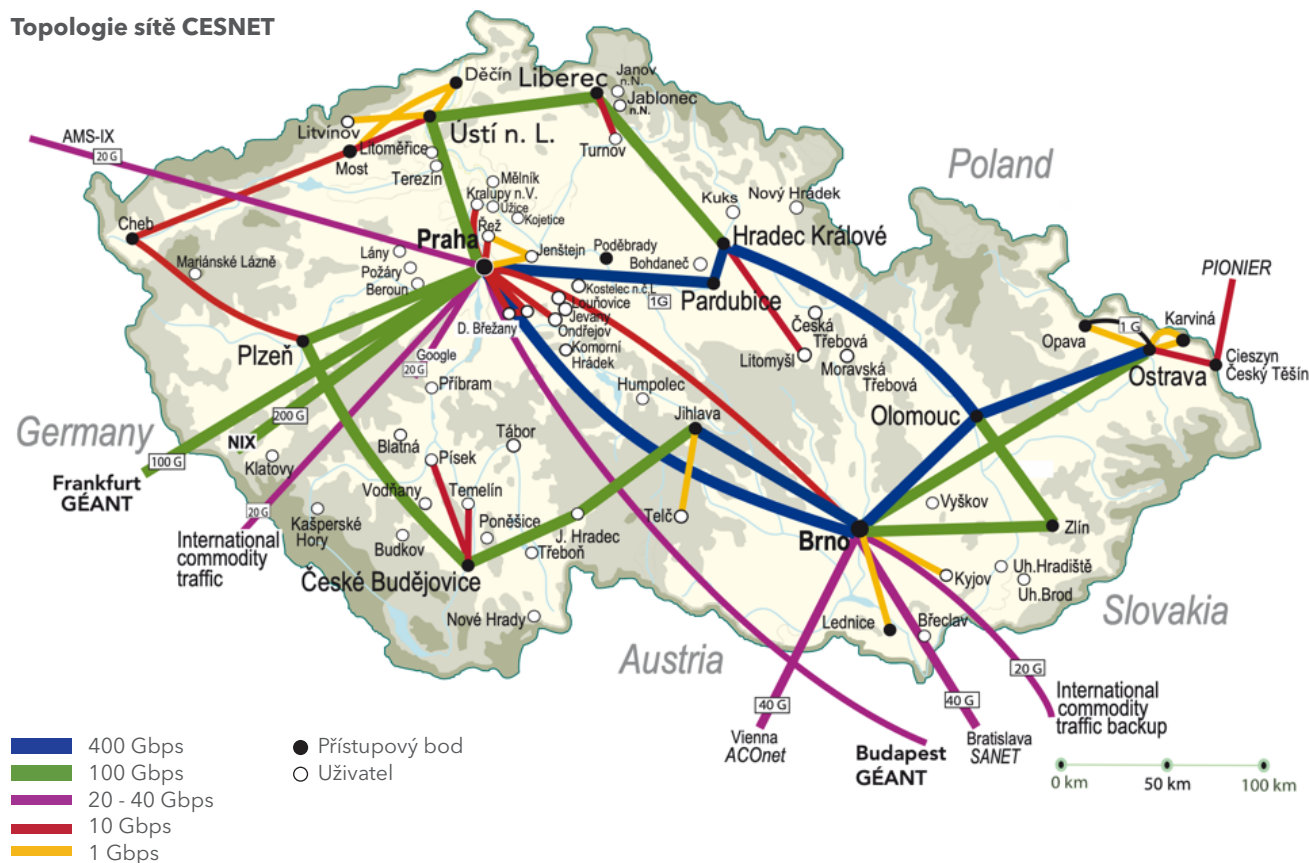 Topologie sítě CESNET
Děčín
Liberec
Janov
n.N.
Jablonec
n.N.
Litvínov
Ústí n. L.
AMS-IX
20 G
Litoměřice
Most
Terezín
Turnov
Poland
Mělník
Kralupy n.V.
Úžice
Kojetice
Kuks
Nový Hrádek
Cheb
Řež
Praha
Hradec Králové
Lány
Jenštejn
Poděbrady
Bohdaneč
Mariánské Lázně
Požáry
Beroun
Kostelec n.č.L
1G
Pardubice
PIONIER
Louňovice
Jevany
Ondřejov
D. Břežany
Česká
Třebová
Opava
1 G
Karviná
Plzeň
Google
20 G
Komorní
Hrádek
Litomyšl
Moravská
Třebová
Ostrava
Cieszyn
Český Těšín
Příbram
Humpolec
Germany
200 G
NIX
Jihlava
Olomouc
Blatná
Tábor
Klatovy
100 G
Frankfurt
GÉANT
Písek
Vodňany
Temelín
20 G
International
commodity
traffic
Kašperské
Hory
Poněšice
Telč
J. Hradec
Vyškov
Zlín
Budkov
Třeboň
Brno
České Budějovice
Kyjov
Uh.Hradiště
Uh.Brod
Nové Hrady
Lednice
Břeclav
Slovakia
Austria
20 G
40 G
40 G
International
commodity
traffic backup
Vienna
ACOnet
Budapest
GÉANT
Bratislava
SANET
400 Gbps
100 Gbps
20 - 40 Gbps
10 Gbps
1 Gbps
Přístupový bod
Uživatel
0 km
50 km
100 km